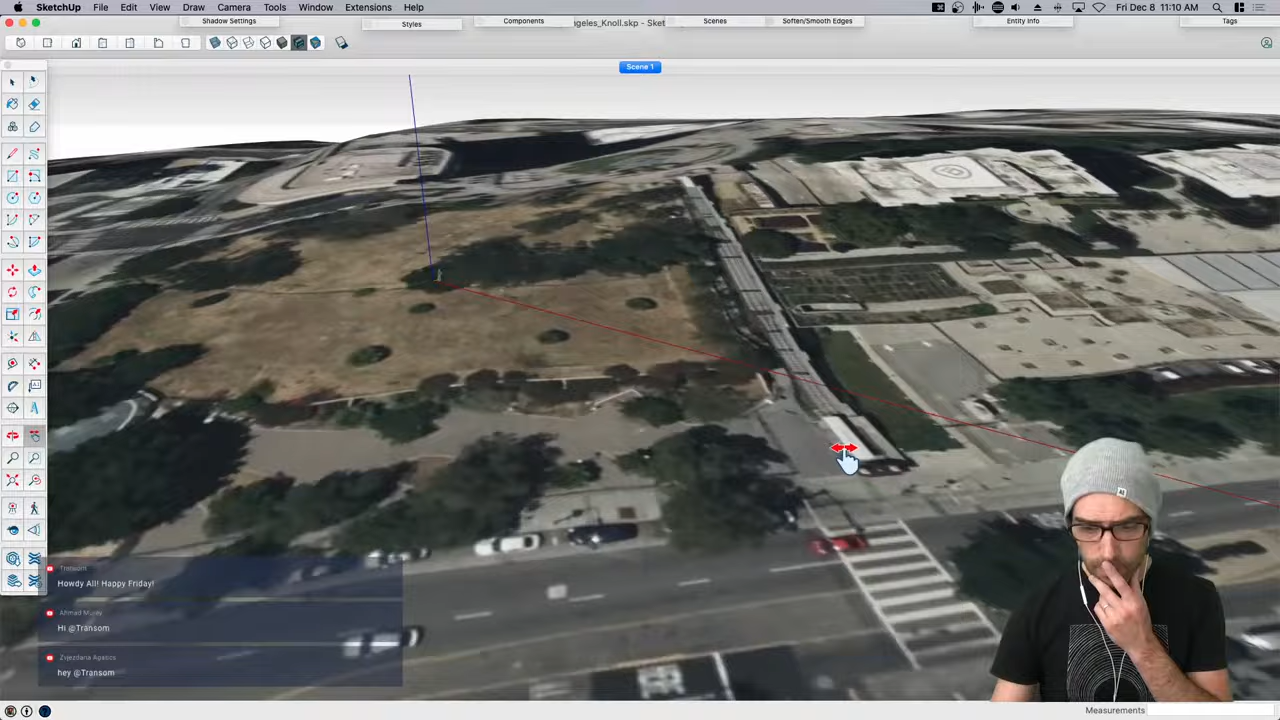 SketchUp File Edit View Draw Camera Tools Window Extensions Help
Fri Dec 8 11:10 AM
Shadow Settings
Styles
Components
ngeles_Knoll.skp - Sket
Scenes
Soften/Smooth Edges
Entity Info
Tags
Scene 1
Transom
Howdy All! Happy Friday!
Hi @Transom
hey @Transom
Measurements